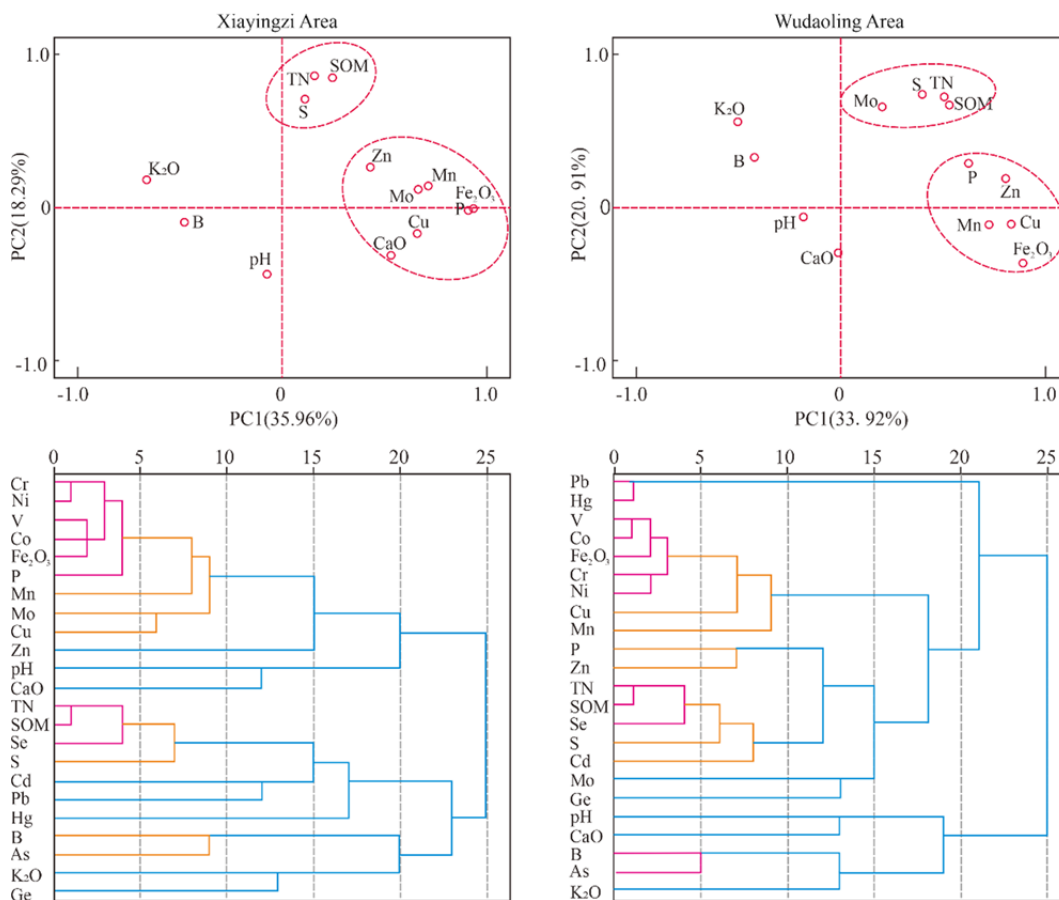 Xiayingzi Area
1.0
TN
SOM
S
Zn
Mn
K₂O
Mo
Fe₂O₃
0
P
B
Cu
CaO
pH
-1.0
-1.0
0
1.0
PC2(18.29%)
PC1(35.96%)
Wudaoling Area
1.0
S
TN
Mo
SOM
K₂O
B
P
Zn
0
pH
Mn
Cu
CaO
Fe₂O₃
-1.0
-1.0
0
1.0
PC2(20. 91%)
PC1(33. 92%)
0 5 10 15 20 25
Cr
Ni
V
Co
Fe₂O₃
P
Mn
Mo
Cu
Zn
pH
CaO
TN
SOM
Se
S
Cd
Pb
Hg
B
As
K₂O
Ge
0 5 10 15 20 25
Pb
Hg
V
Co
Fe₂O₃
Cr
Ni
Cu
Mn
P
Zn
TN
SOM
Se
S
Cd
Mo
Ge
pH
CaO
B
As
K₂O